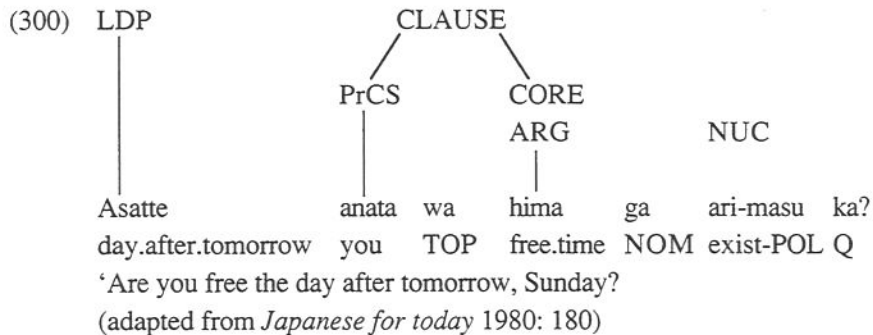 (300) LDP CLAUSE
PrCS CORE
ARG NUC
Asatte anata wa hima ga ari-masu ka?
day.after.tomorrow you TOP free.time NOM exist-POL Q
‘Are you free the day after tomorrow, Sunday?
(adapted from Japanese for today 1980: 180)